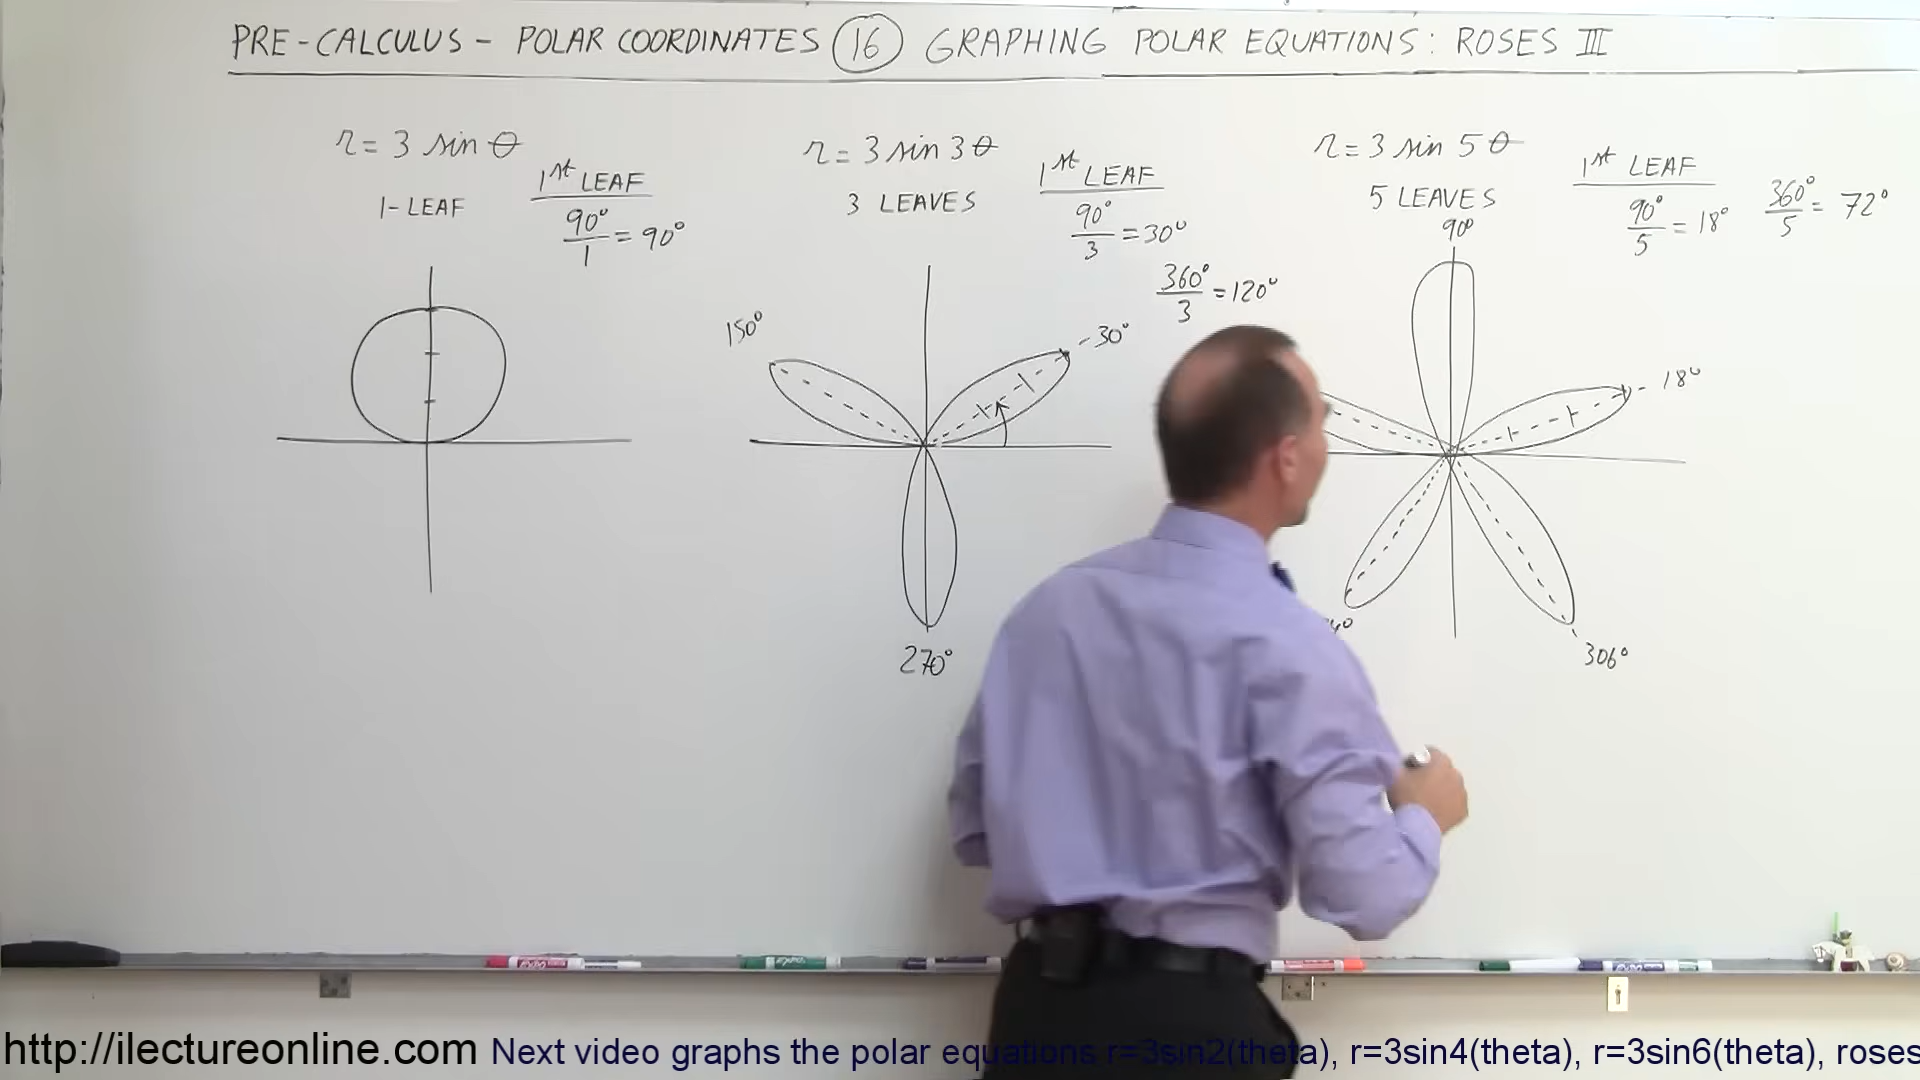 PRE-CALCULUS - POLAR COORDINATES 16 GRAPHING POLAR EQUATIONS: ROSES III
r = 3 sin θ
1-LEAF
1st LEAF
90°/1 = 90°
r = 3 sin 3θ
3 LEAVES
1st LEAF
90°/3 = 30°
360°/3 = 120°
150°
30°
270°
r = 3 sin 5θ
5 LEAVES
1st LEAF
90°/5 = 18°
360°/5 = 72°
90°
18°
306°
http://ilectureonline.com Next video graphs the polar equations r=3sin2(theta), r=3sin4(theta), r=3sin6(theta), roses